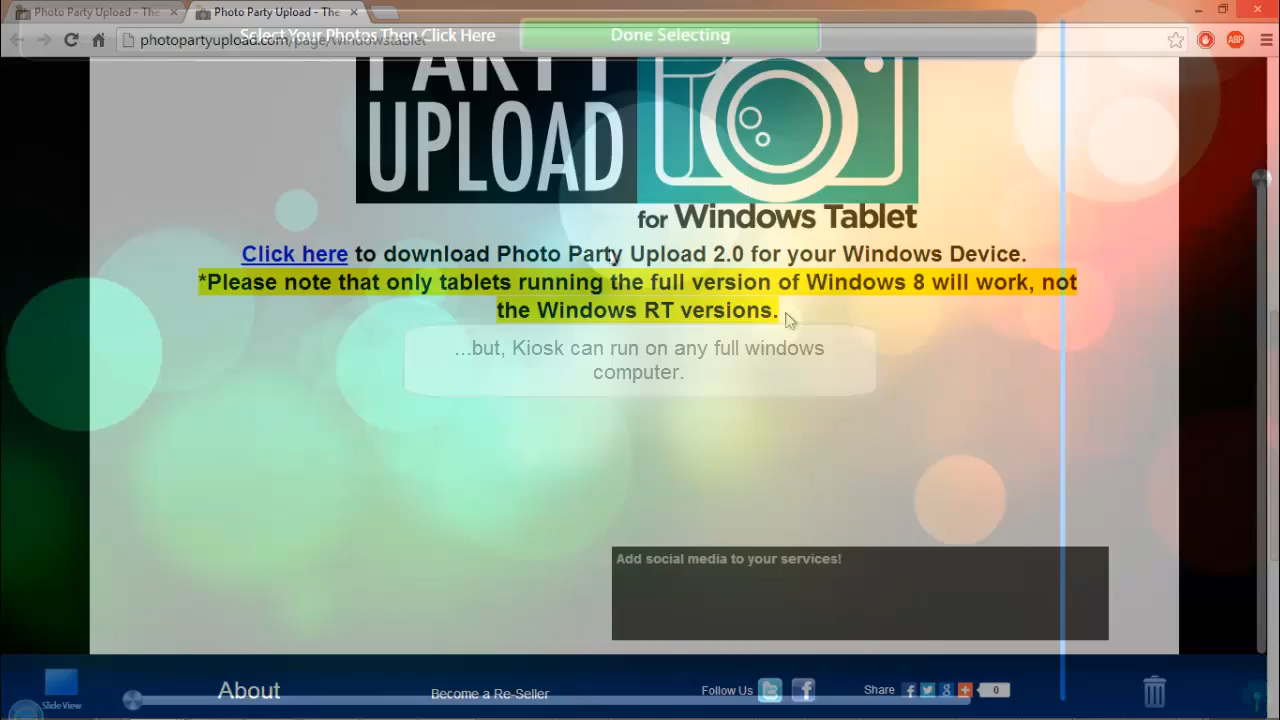 Photo Party Upload - The
Photo Party Upload - The
Select Your Photos Then Click Here
Done Selecting
photopartyupload.com/page/windowstablet
ABP
PARTY
UPLOAD
for Windows Tablet
Click here to download Photo Party Upload 2.0 for your Windows Device.
*Please note that only tablets running the full version of Windows 8 will work, not
the Windows RT versions.
...but, Kiosk can run on any full windows
computer.
Add social media to your services!
Slide View
About
Become a Re-Seller
Follow Us
Share
0